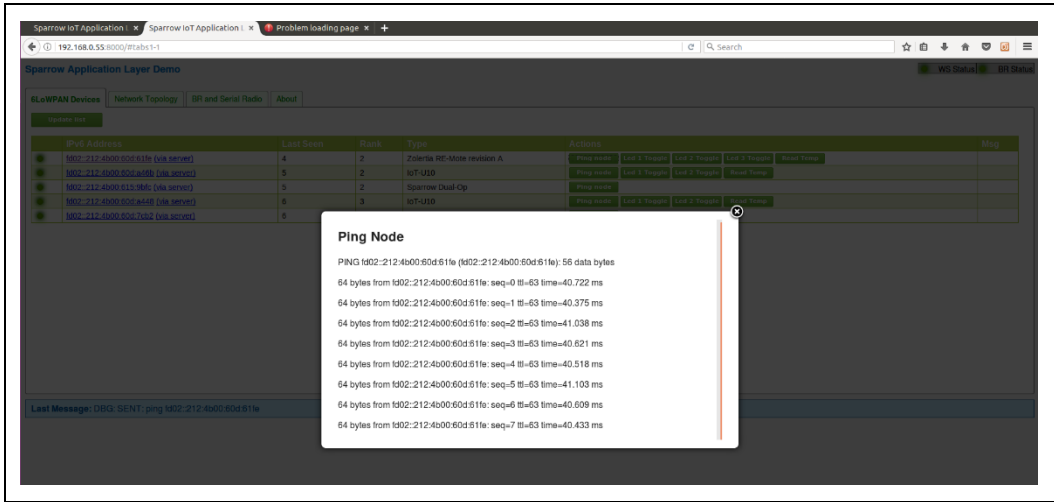 Sparrow IoT Application L × Sparrow IoT Application L × Problem loading page × +
192.168.0.55:8000/#tabs1-1 Search
Sparrow Application Layer Demo WS Status BR Status
6LoWPAN Devices Network Topology BR and Serial Radio About
Update list
IPv6 Address Last Seen Rank Type Actions Msg
fd02::212:4b00:60d:61fe (via server) 4 2 Zolertia RE-Mote revision A Ping node Led 1 Toggle Led 2 Toggle Led 3 Toggle Read Temp
fd02::212:4b00:60d:a46b (via server) 5 2 IoT-U10 Ping node Led 1 Toggle Led 2 Toggle Read Temp
fd02::212:4b00:615:9bfc (via server) 5 2 Sparrow Dual-Op Ping node
fd02::212:4b00:60d:a448 (via server) 6 3 IoT-U10 Ping node Led 1 Toggle Led 2 Toggle Read Temp
fd02::212:4b00:60d:7cb2 (via server) 6
Ping Node
PING fd02::212:4b00:60d:61fe (fd02::212:4b00:60d:61fe): 56 data bytes
64 bytes from fd02::212:4b00:60d:61fe: seq=0 ttl=63 time=40.722 ms
64 bytes from fd02::212:4b00:60d:61fe: seq=1 ttl=63 time=40.375 ms
64 bytes from fd02::212:4b00:60d:61fe: seq=2 ttl=63 time=41.038 ms
64 bytes from fd02::212:4b00:60d:61fe: seq=3 ttl=63 time=40.621 ms
64 bytes from fd02::212:4b00:60d:61fe: seq=4 ttl=63 time=40.518 ms
64 bytes from fd02::212:4b00:60d:61fe: seq=5 ttl=63 time=41.103 ms
64 bytes from fd02::212:4b00:60d:61fe: seq=6 ttl=63 time=40.609 ms
64 bytes from fd02::212:4b00:60d:61fe: seq=7 ttl=63 time=40.433 ms
Last Message: DBG: SENT: ping fd02::212:4b00:60d:61fe